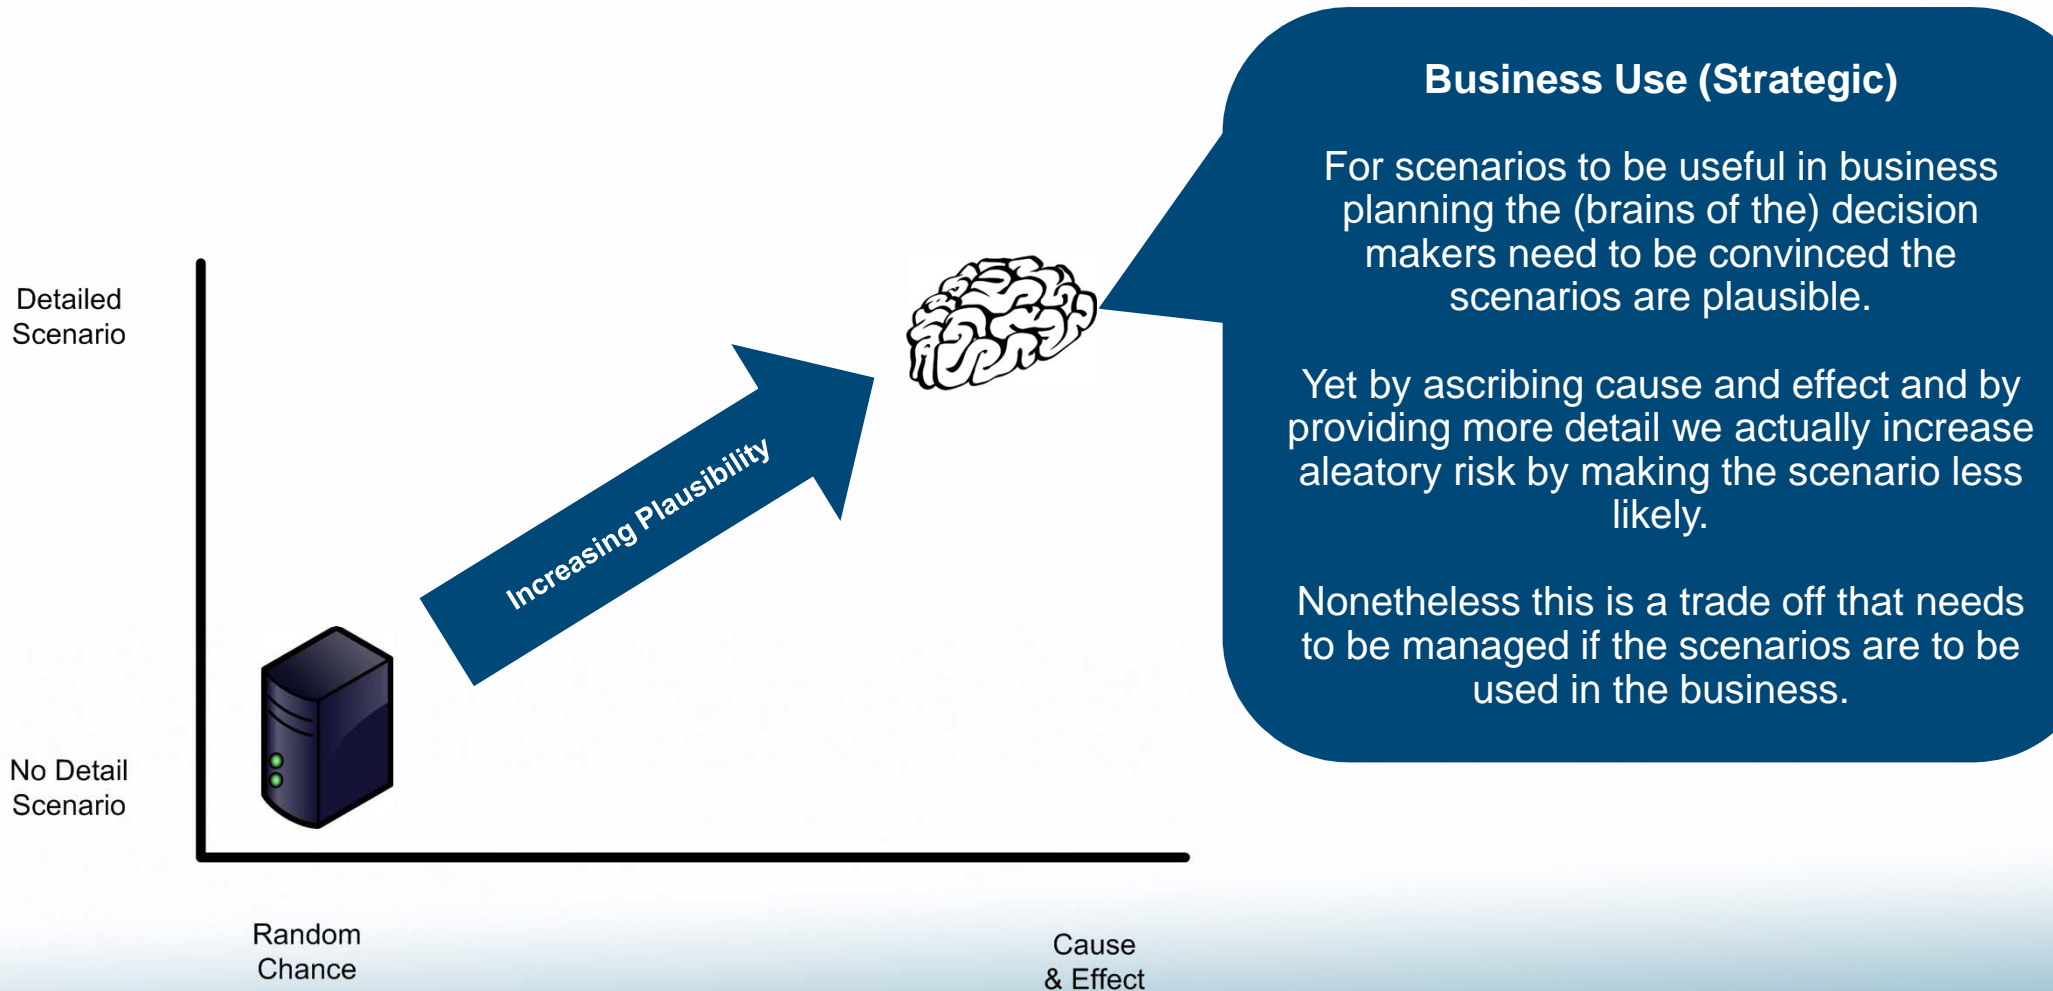 Business Use (Strategic)
For scenarios to be useful in business
planning the (brains of the) decision
makers need to be convinced the
scenarios are plausible.
Yet by ascribing cause and effect and by
providing more detail we actually increase
aleatory risk by making the scenario less
likely.
Nonetheless this is a trade off that needs
to be managed if the scenarios are to be
used in the business.
Detailed
Scenario
Increasing Plausibility
No Detail
Scenario
Random
Chance
Cause
& Effect